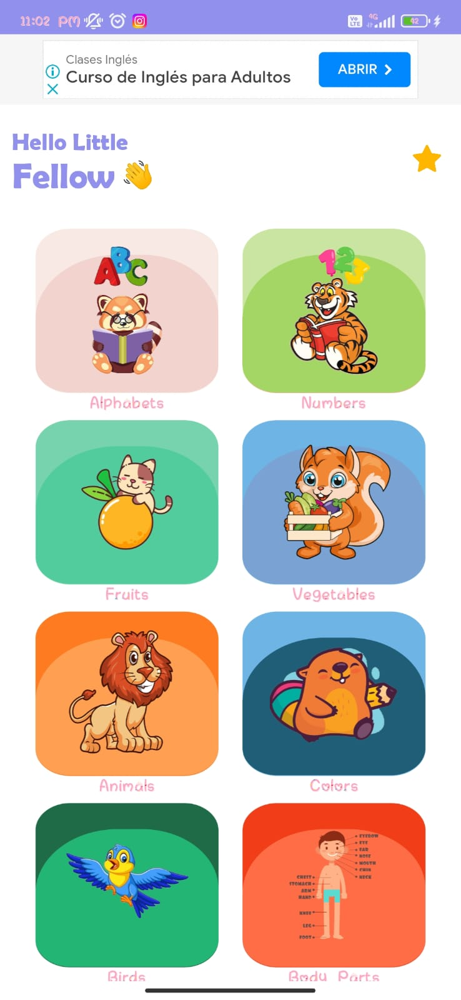 11:02 PM
Vo LTE
4G
42
Clases Inglés
Curso de Inglés para Adultos
ABRIR
Hello Little
Fellow
ABC
123
Alphabets
Numbers
Fruits
Vegetables
Animals
Colors
EYEBOW
EYE
EAR
NOSE
MOUTH
CHIN
NECK
CHEST
STOMACH
ARM
HAND
KNEE
LEG
FOOT
Birds
Body Parts